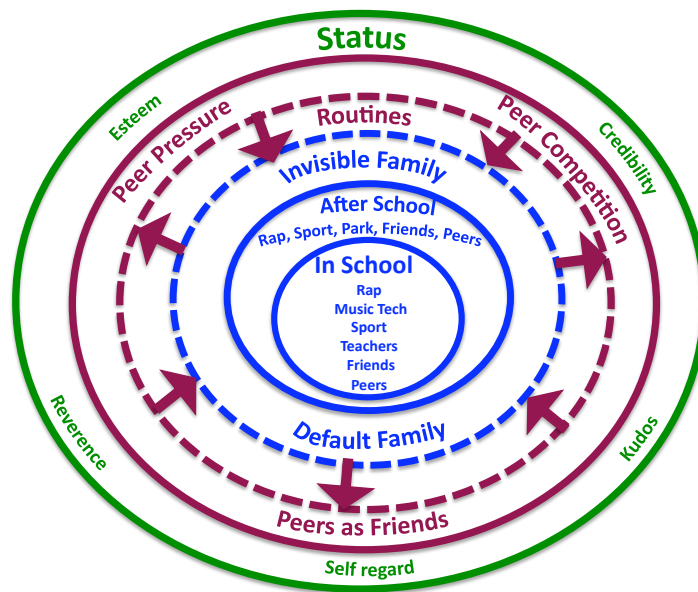 Status
Esteem
Credibility
Peer Pressure
Routines
Peer Competition
Invisible Family
After School
Rap, Sport, Park, Friends, Peers
In School
Rap
Music Tech
Sport
Teachers
Friends
Peers
Default Family
Reverence
Kudos
Peers as Friends
Self regard